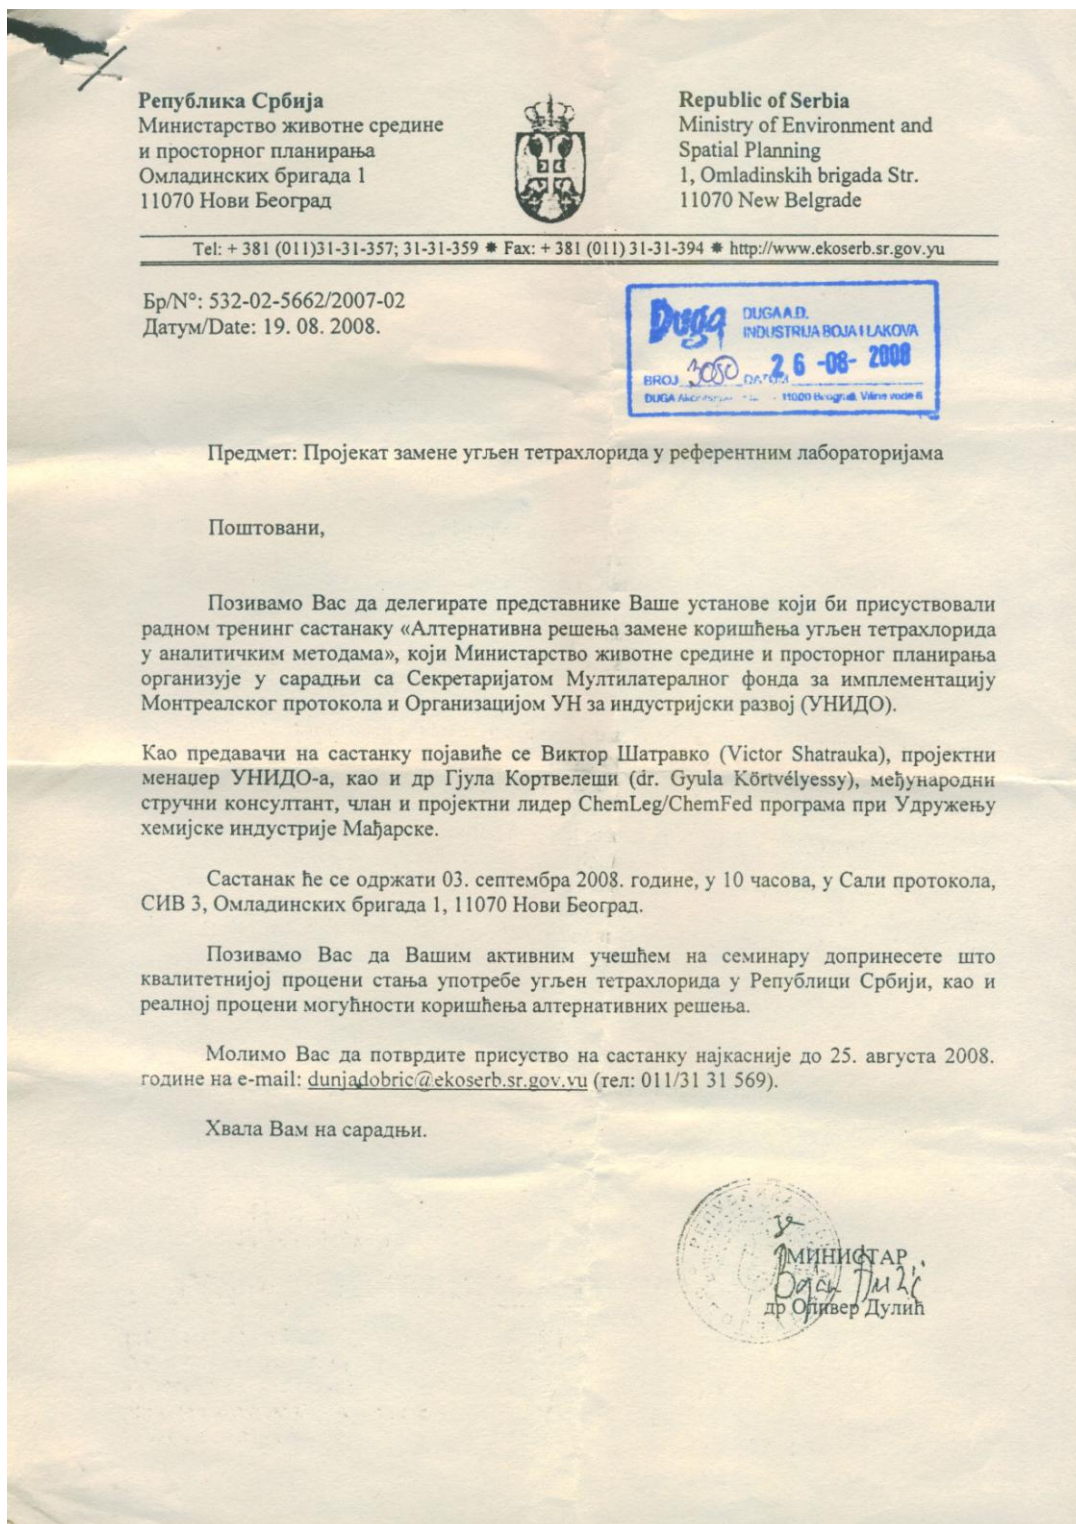 Република Србија
Министарство животне средине
и просторног планирања
Омладинских бригада 1
11070 Нови Београд
Republic of Serbia
Ministry of Environment and
Spatial Planning
1, Omladinskih brigada Str.
11070 New Belgrade
Tel: + 381 (011)31-31-357; 31-31-359 ✸ Fax: + 381 (011) 31-31-394 ✸ http://www.ekoserb.sr.gov.yu
Бр/N°: 532-02-5662/2007-02
Датум/Date: 19. 08. 2008.
Duga
DUGA A.D.
INDUSTRIJA BOJA I LAKOVA
BROJ 3080 DATUM 26 -08- 2008
DUGA 11000 Beograd, Viline vode 6
Предмет: Пројекат замене угљен тетрахлорида у референтним лабораторијама
Поштовани,
Позивамо Вас да делегирате представнике Ваше установе који би присуствовали
радном тренинг састанаку «Алтернативна решења замене коришћења угљен тетрахлорида
у аналитичким методама», који Министарство животне средине и просторног планирања
организује у сарадњи са Секретаријатом Мултилатералног фонда за имплементацију
Монтреалског протокола и Организацијом УН за индустријски развој (УНИДО).
Као предавачи на састанку појавиће се Виктор Шатравко (Victor Shatrauka), пројектни
менаџер УНИДО-а, као и др Гјула Кортвелеши (dr. Gyula Körtvélyessy), међународни
стручни консултант, члан и пројектни лидер ChemLeg/ChemFed програма при Удружењу
хемијске индустрије Мађарске.
Састанак ће се одржати 03. септембра 2008. године, у 10 часова, у Сали протокола,
СИВ 3, Омладинских бригада 1, 11070 Нови Београд.
Позивамо Вас да Вашим активним учешћем на семинару допринесете што
квалитетнијој процени стања употребе угљен тетрахлорида у Републици Србији, као и
реалној процени могућности коришћења алтернативних решења.
Молимо Вас да потврдите присуство на састанку најкасније до 25. августа 2008.
године на e-mail: dunjadobric@ekoserb.sr.gov.yu (тел: 011/31 31 569).
Хвала Вам на сарадњи.
МИНИСТАР
др Оливер Дулић